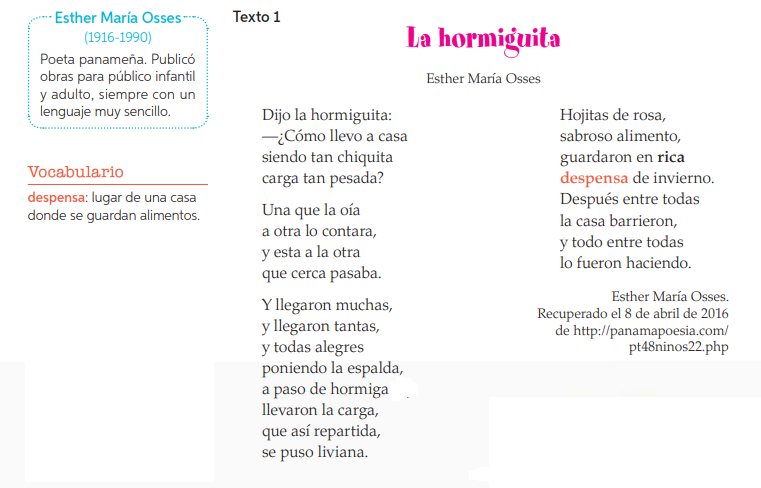 Esther María Osses
(1916-1990)
Poeta panameña. Publicó
obras para público infantil
y adulto, siempre con un
lenguaje muy sencillo.
Vocabulario
despensa: lugar de una casa
donde se guardan alimentos.
Texto 1
La hormiguita
Esther María Osses
Dijo la hormiguita:
—¿Cómo llevo a casa
siendo tan chiquita
carga tan pesada?
Una que la oía
a otra lo contara,
y esta a la otra
que cerca pasaba.
Y llegaron muchas,
y llegaron tantas,
y todas alegres
poniendo la espalda,
a paso de hormiga
llevaron la carga,
que así repartida,
se puso liviana.
Hojitas de rosa,
sabroso alimento,
guardaron en rica
despensa de invierno.
Después entre todas
la casa barrieron,
y todo entre todas
lo fueron haciendo.
Esther María Osses.
Recuperado el 8 de abril de 2016
de http://panamapoesia.com/
pt48ninos22.php